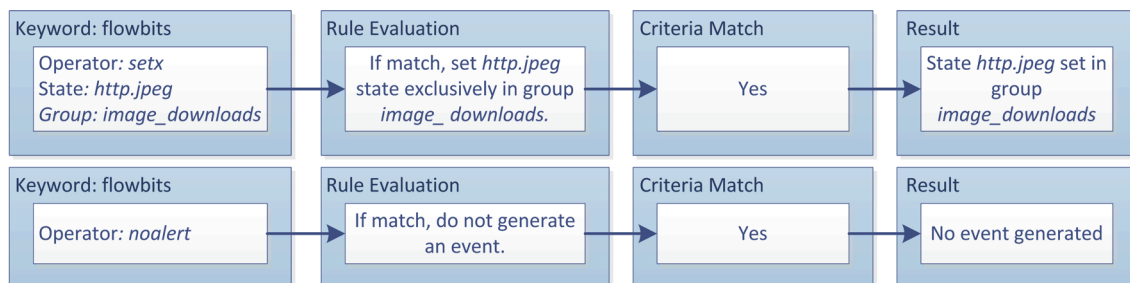 Keyword: flowbits
Operator: setx
State: http.jpeg
Group: image_downloads
Rule Evaluation
If match, set http.jpeg
state exclusively in group
image_ downloads.
Criteria Match
Yes
Result
State http.jpeg set in
group
image_downloads
Keyword: flowbits
Operator: noalert
Rule Evaluation
If match, do not generate
an event.
Criteria Match
Yes
Result
No event generated